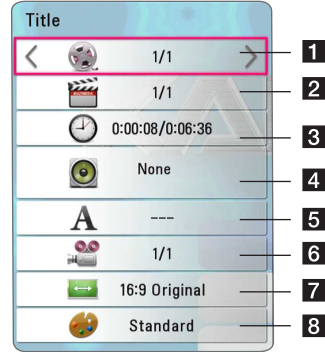 Title
1/1 1
1/1 2
0:00:08/0:06:36 3
None 4
A --- 5
1/1 6
16:9 Original 7
Standard 8